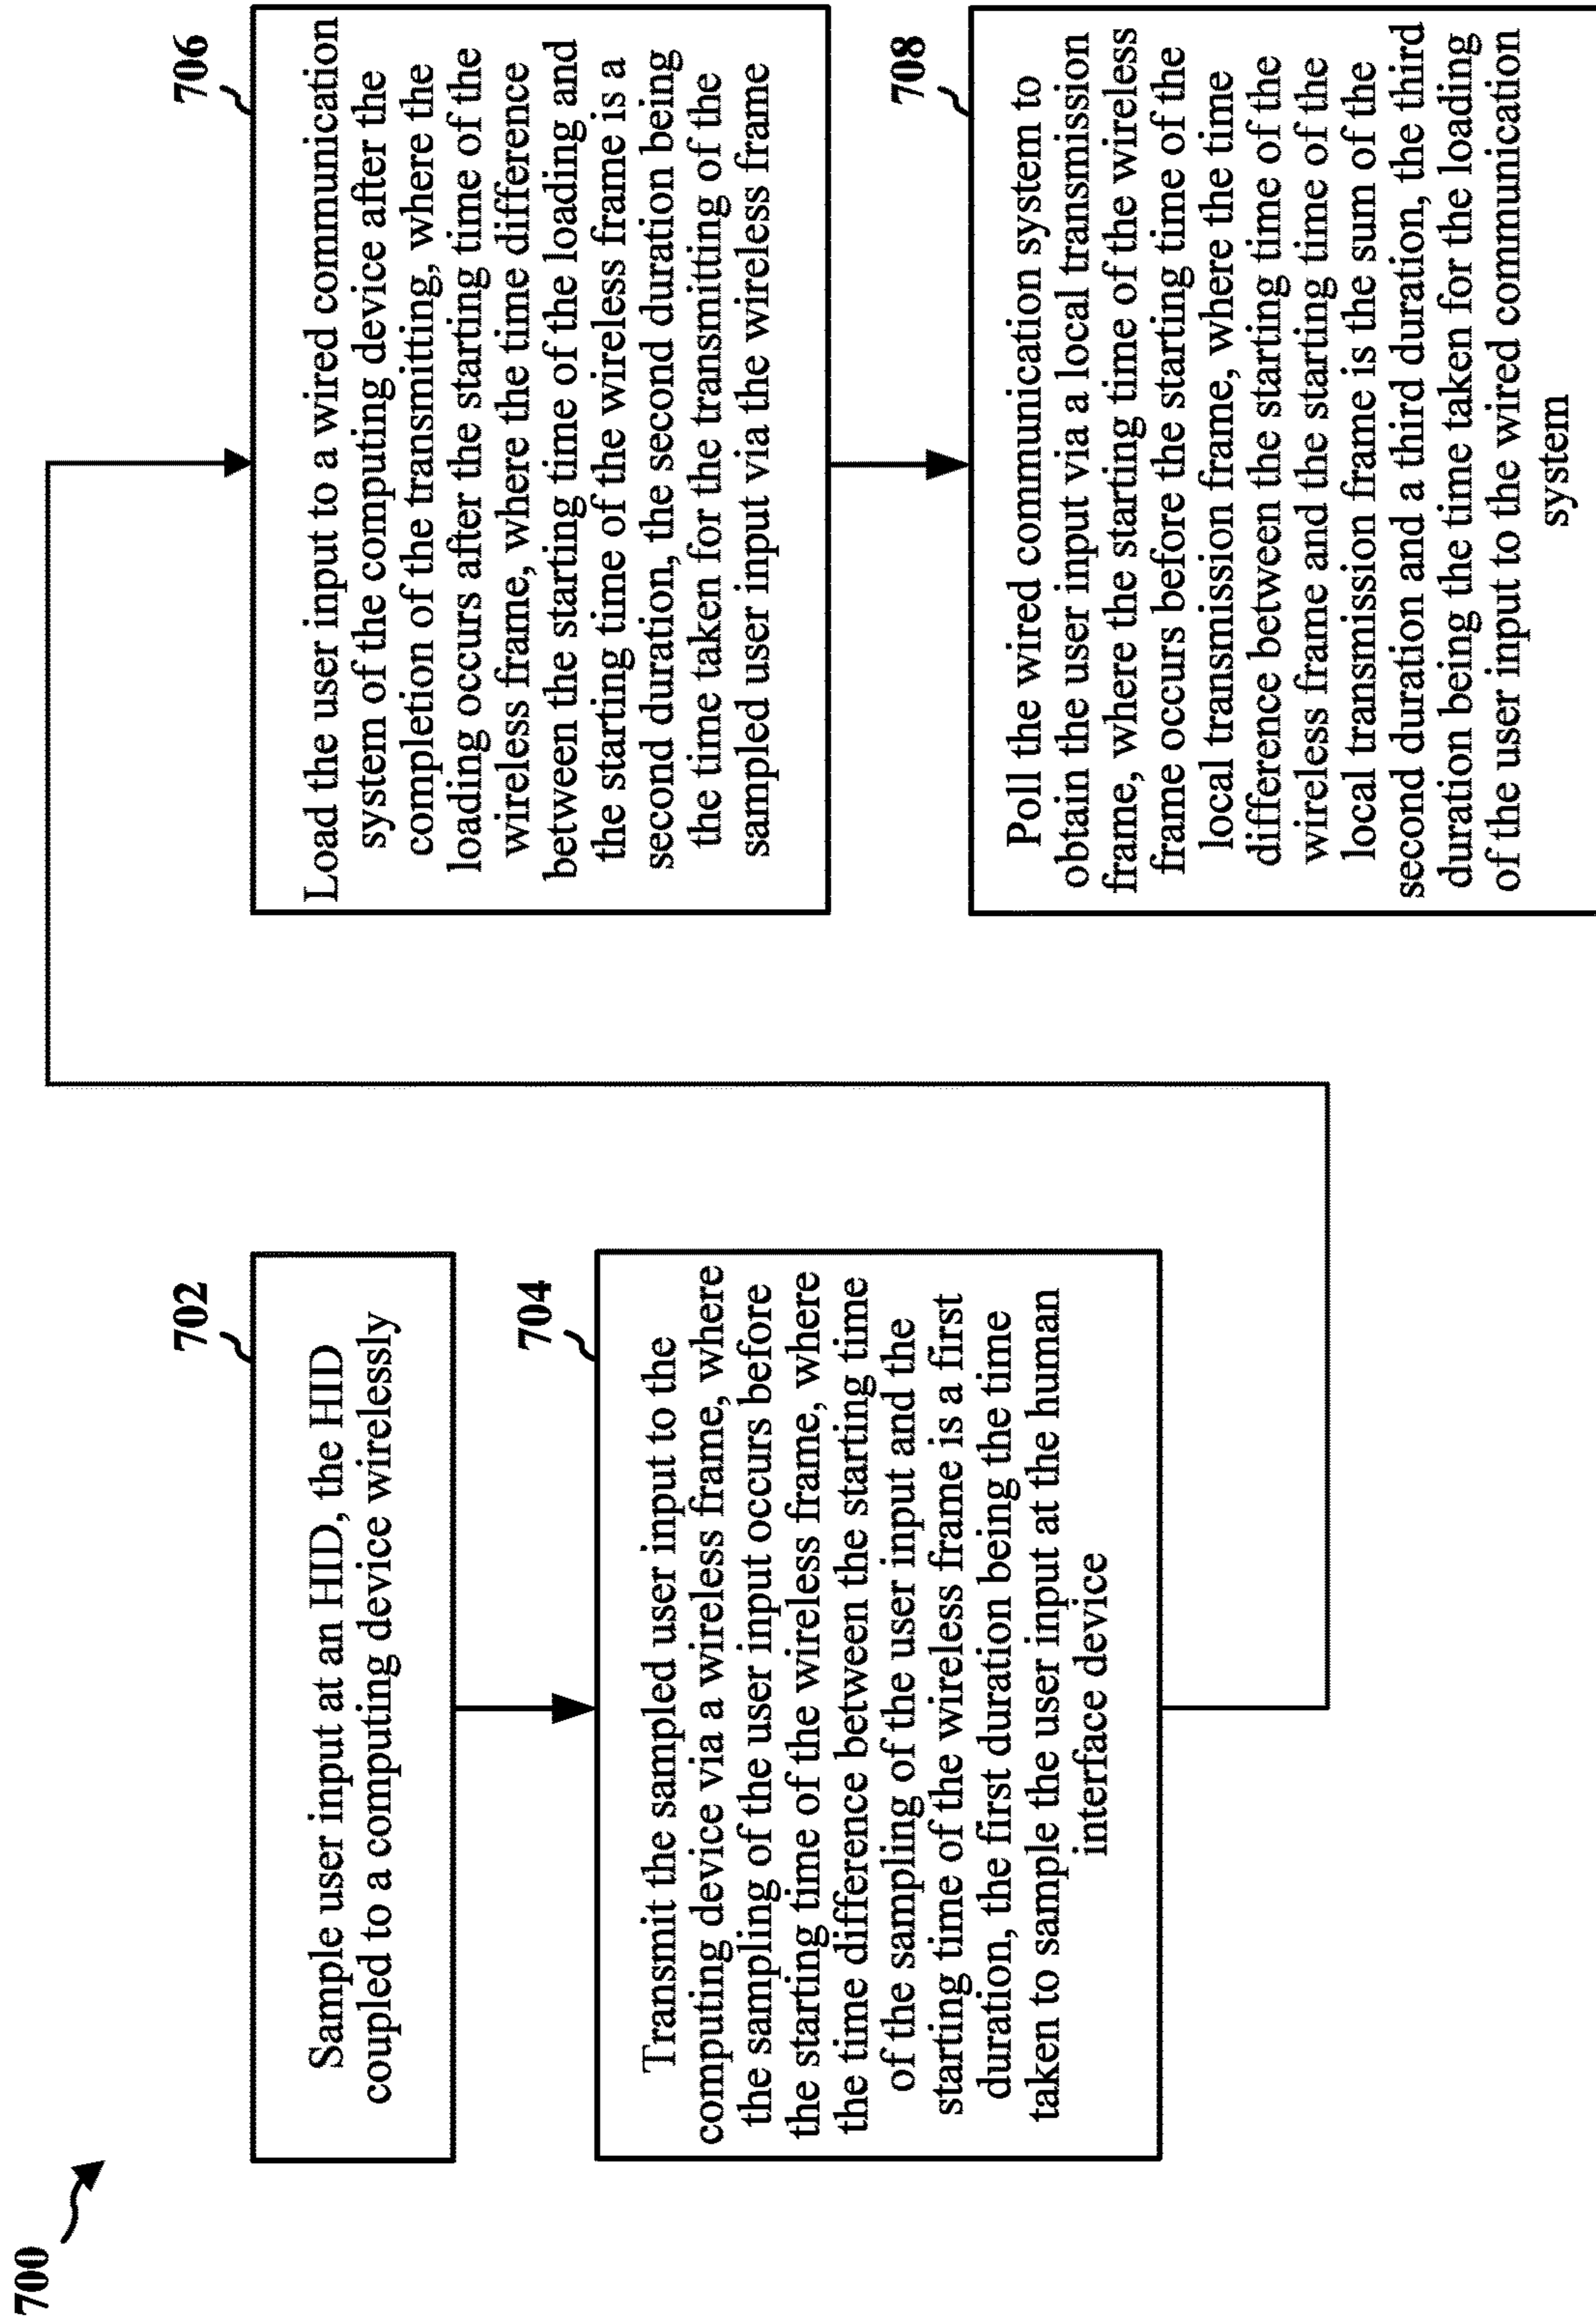 700
702
Sample user input at an HID, the HID
coupled to a computing device wirelessly
704
Transmit the sampled user input to the
computing device via a wireless frame, where
the sampling of the user input occurs before
the starting time of the wireless frame, where
the time difference between the starting time
of the sampling of the user input and the
starting time of the wireless frame is a first
duration, the first duration being the time
taken to sample the user input at the human
interface device
706
Load the user input to a wired communication
system of the computing device after the
completion of the transmitting, where the
loading occurs after the starting time of the
wireless frame, where the time difference
between the starting time of the loading and
the starting time of the wireless frame is a
second duration, the second duration being
the time taken for the transmitting of the
sampled user input via the wireless frame
708
Poll the wired communication system to
obtain the user input via a local transmission
frame, where the starting time of the wireless
frame occurs before the starting time of the
local transmission frame, where the time
difference between the starting time of the
wireless frame and the starting time of the
local transmission frame is the sum of the
second duration and a third duration, the third
duration being the time taken for the loading
of the user input to the wired communication
system